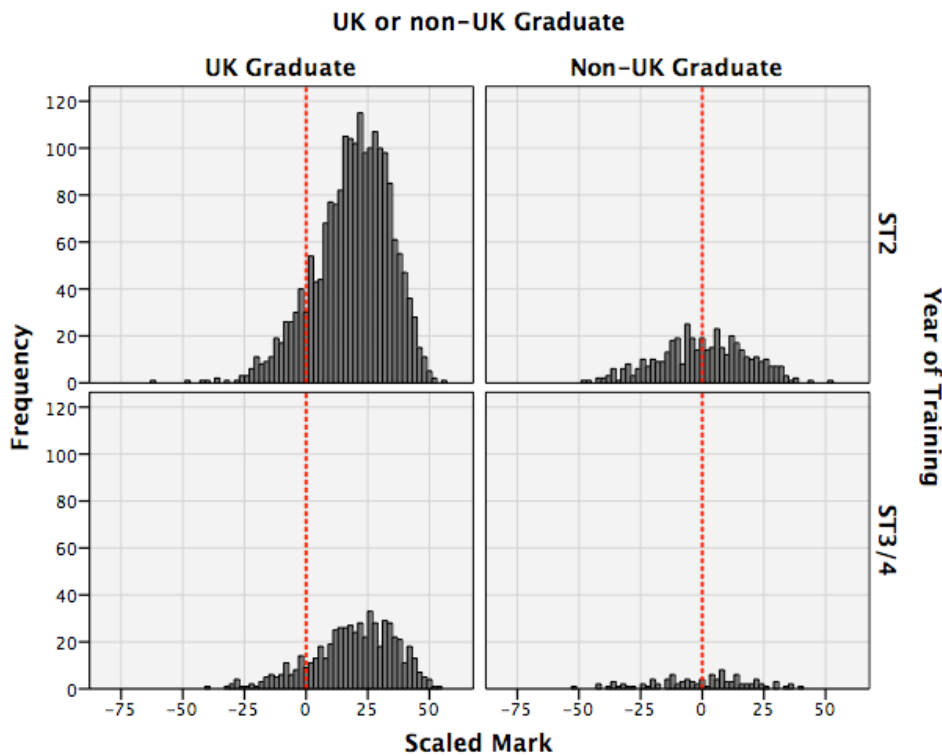 UK or non-UK Graduate
UK Graduate
Non-UK Graduate
120
100
80
60
40
20
0
ST2
120
100
80
60
40
20
0
ST3/4
Frequency
Year of Training
-75 -50 -25 0 25 50
-75 -50 -25 0 25 50
Scaled Mark